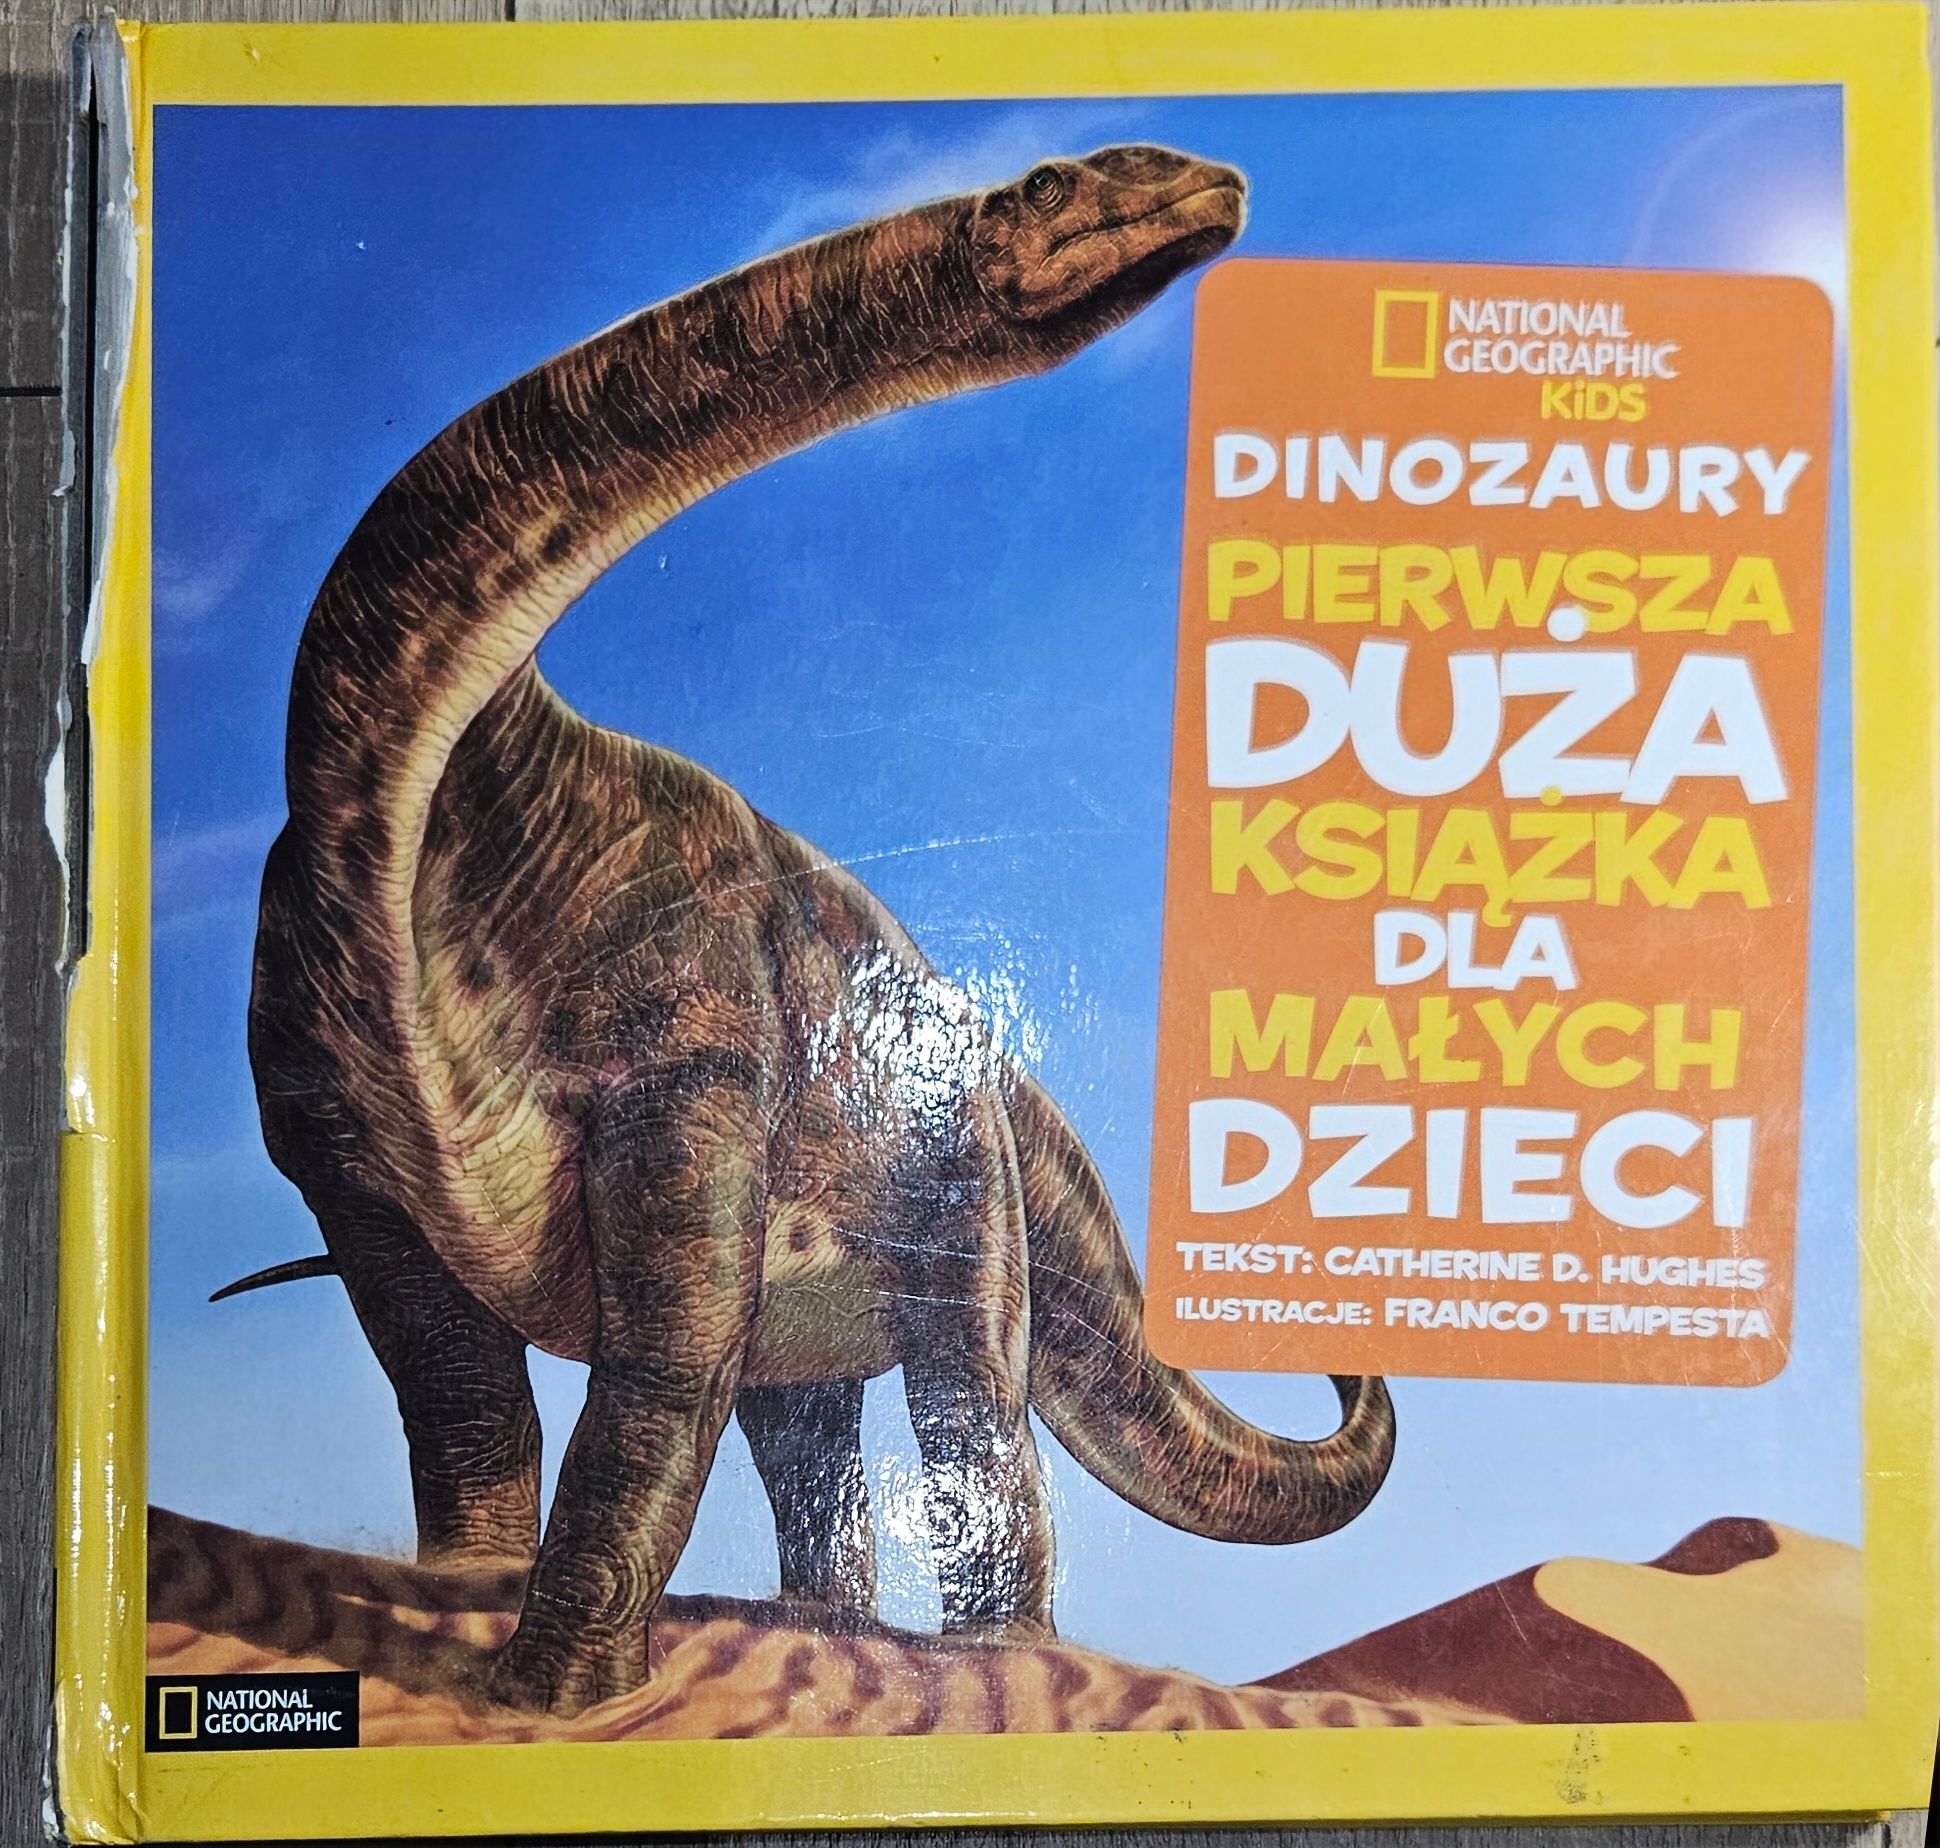 NATIONAL
GEOGRAPHIC
KiDS
DINOZAURY
PIERWSZA
DUŻA
KSIĄŻKA
DLA
MAŁYCH
DZIECI
TEKST: CATHERINE D. HUGHES
ILUSTRACJE: FRANCO TEMPESTA
NATIONAL
GEOGRAPHIC